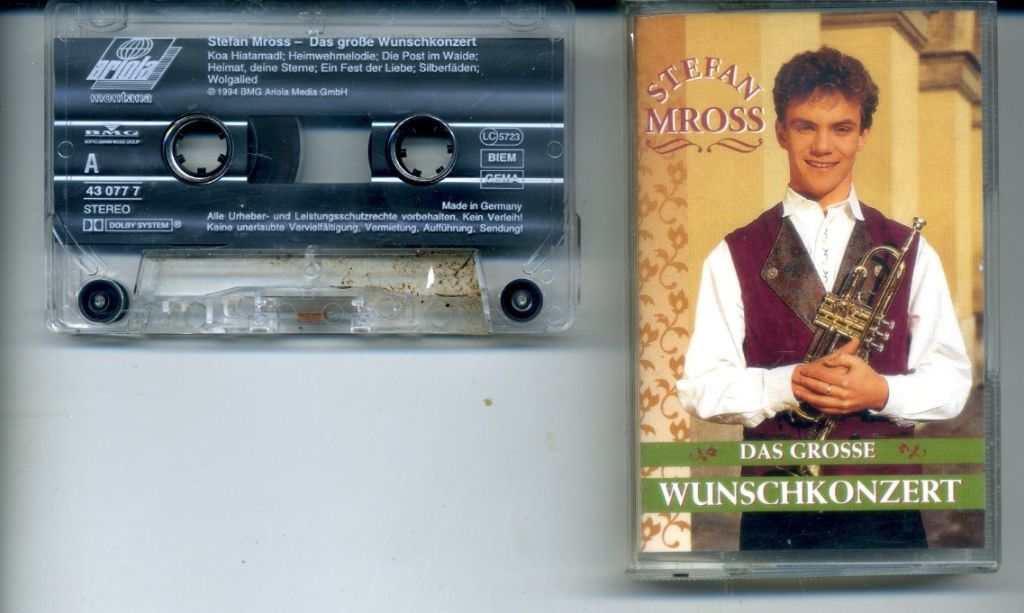 Stefan Mross – Das große Wunschkonzert
Koa Hiatamadl; Heimwehmelodie; Die Post im Walde;
Heimat, deine Sterne; Ein Fest der Liebe; Silberfäden;
Wolgalied
℗ 1994 BMG Ariola Media GmbH
ariola
montana
BMG
BERTELSMANN MUSIC GROUP
A
43 077 7
STEREO
DOLBY SYSTEM ®
LC 5723
BIEM
GEMA
Made in Germany
Alle Urheber- und Leistungsschutzrechte vorbehalten. Kein Verleih!
Keine unerlaubte Vervielfältigung, Vermietung, Aufführung, Sendung!
STEFAN
MROSS
DAS GROSSE
WUNSCHKONZERT